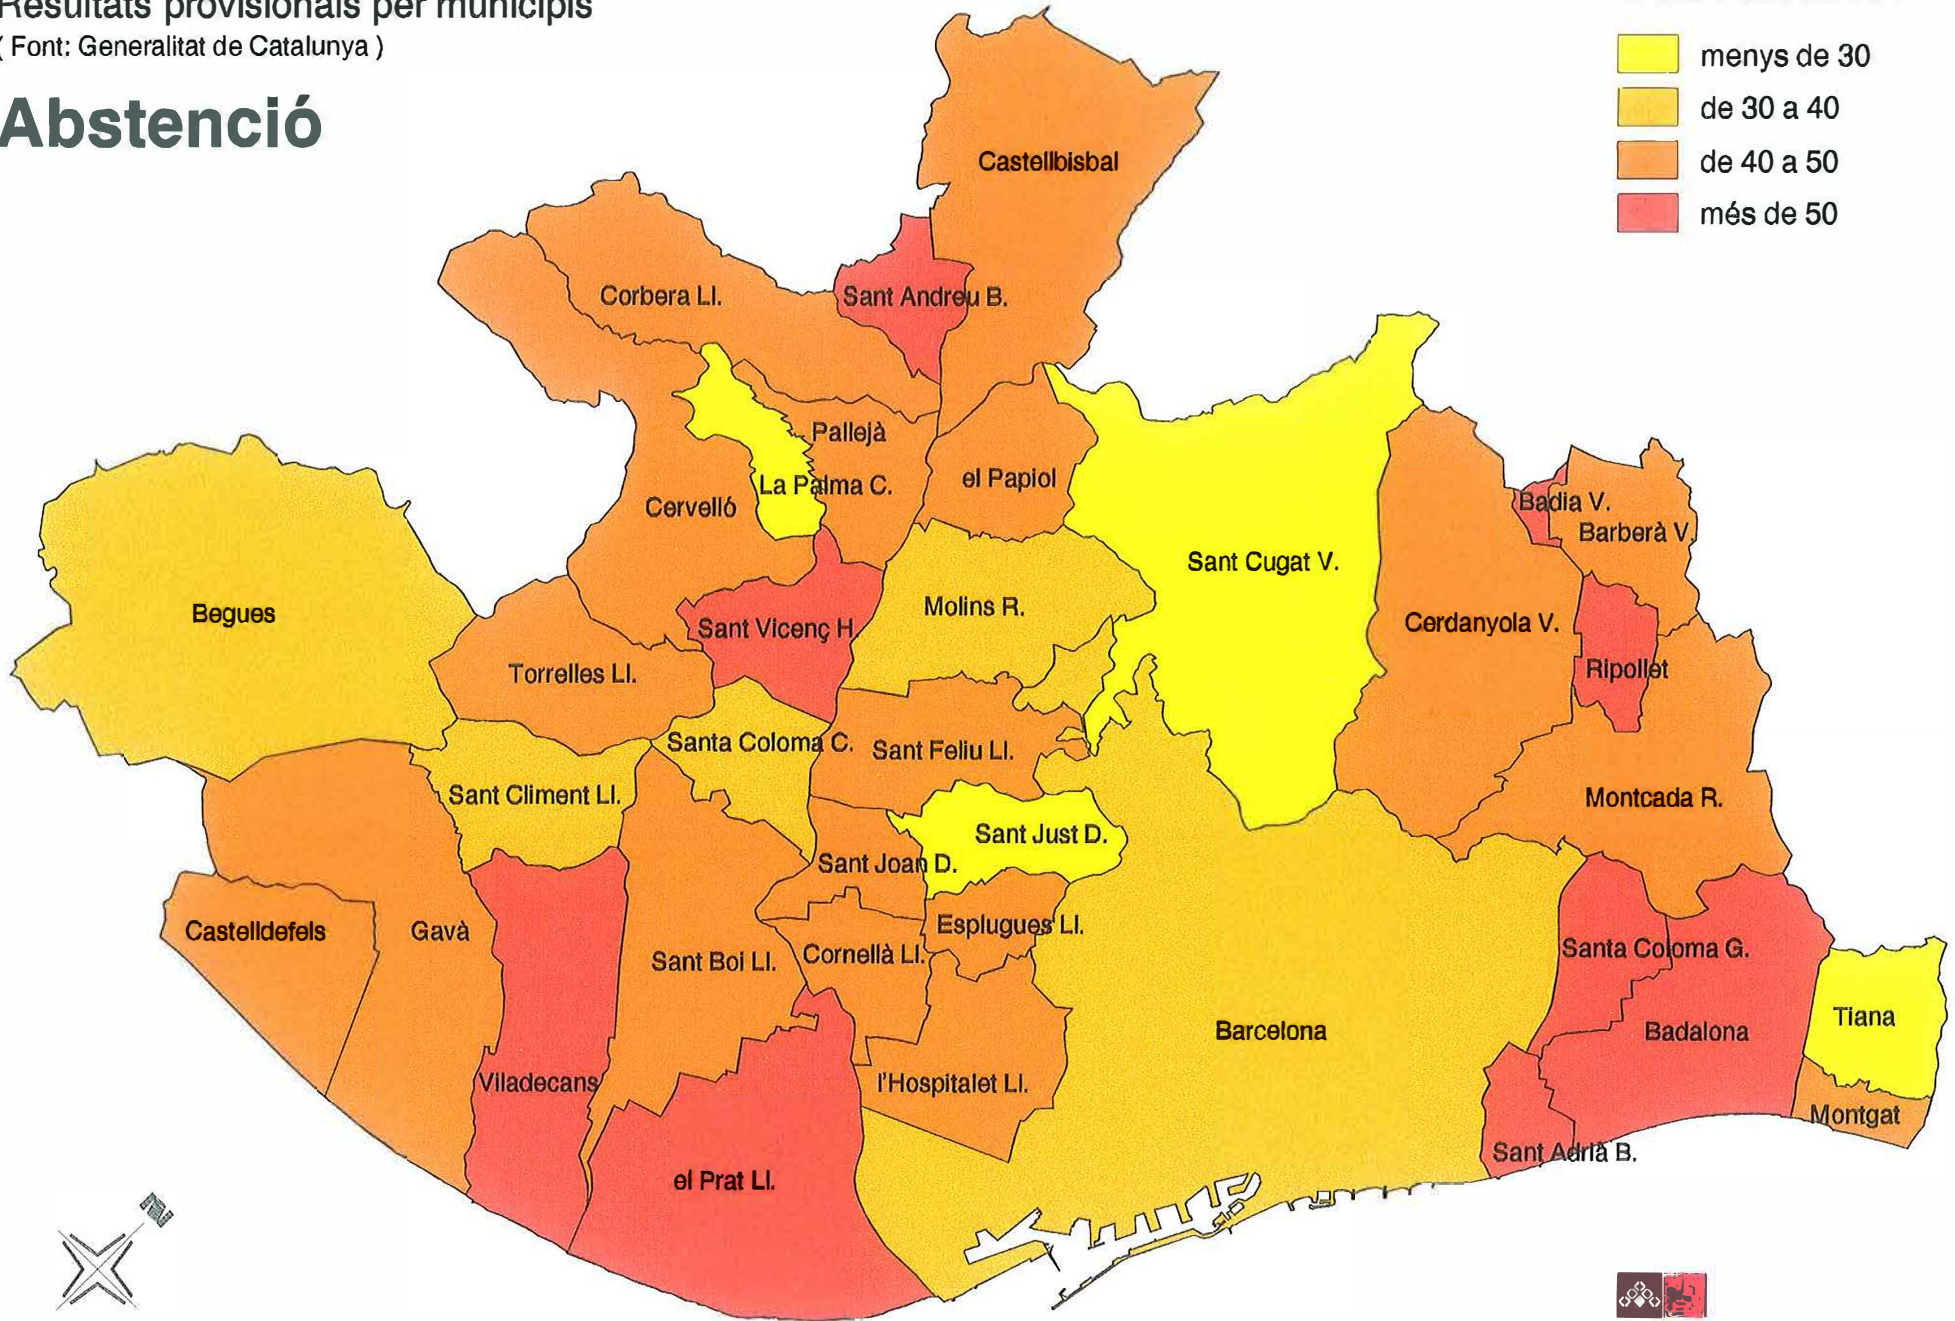 Resultats provisionals per municipis
( Font: Generalitat de Catalunya )
Abstenció
menys de 30
de 30 a 40
de 40 a 50
més de 50
Castellbisbal
Corbera Ll.
Sant Andreu B.
Pallejà
La Palma C.
el Papiol
Cervelló
Badia V.
Barberà V.
Sant Cugat V.
Begues
Molins R.
Sant Vicenç H.
Cerdanyola V.
Torrelles Ll.
Ripollet
Santa Coloma C.
Sant Feliu Ll.
Sant Climent Ll.
Montcada R.
Sant Just D.
Sant Joan D.
Castelldefels
Gavà
Esplugues Ll.
Sant Boi Ll.
Cornellà Ll.
Santa Coloma G.
Tiana
Barcelona
Badalona
Viladecans
l'Hospitalet Ll.
Montgat
Sant Adrià B.
el Prat Ll.
N